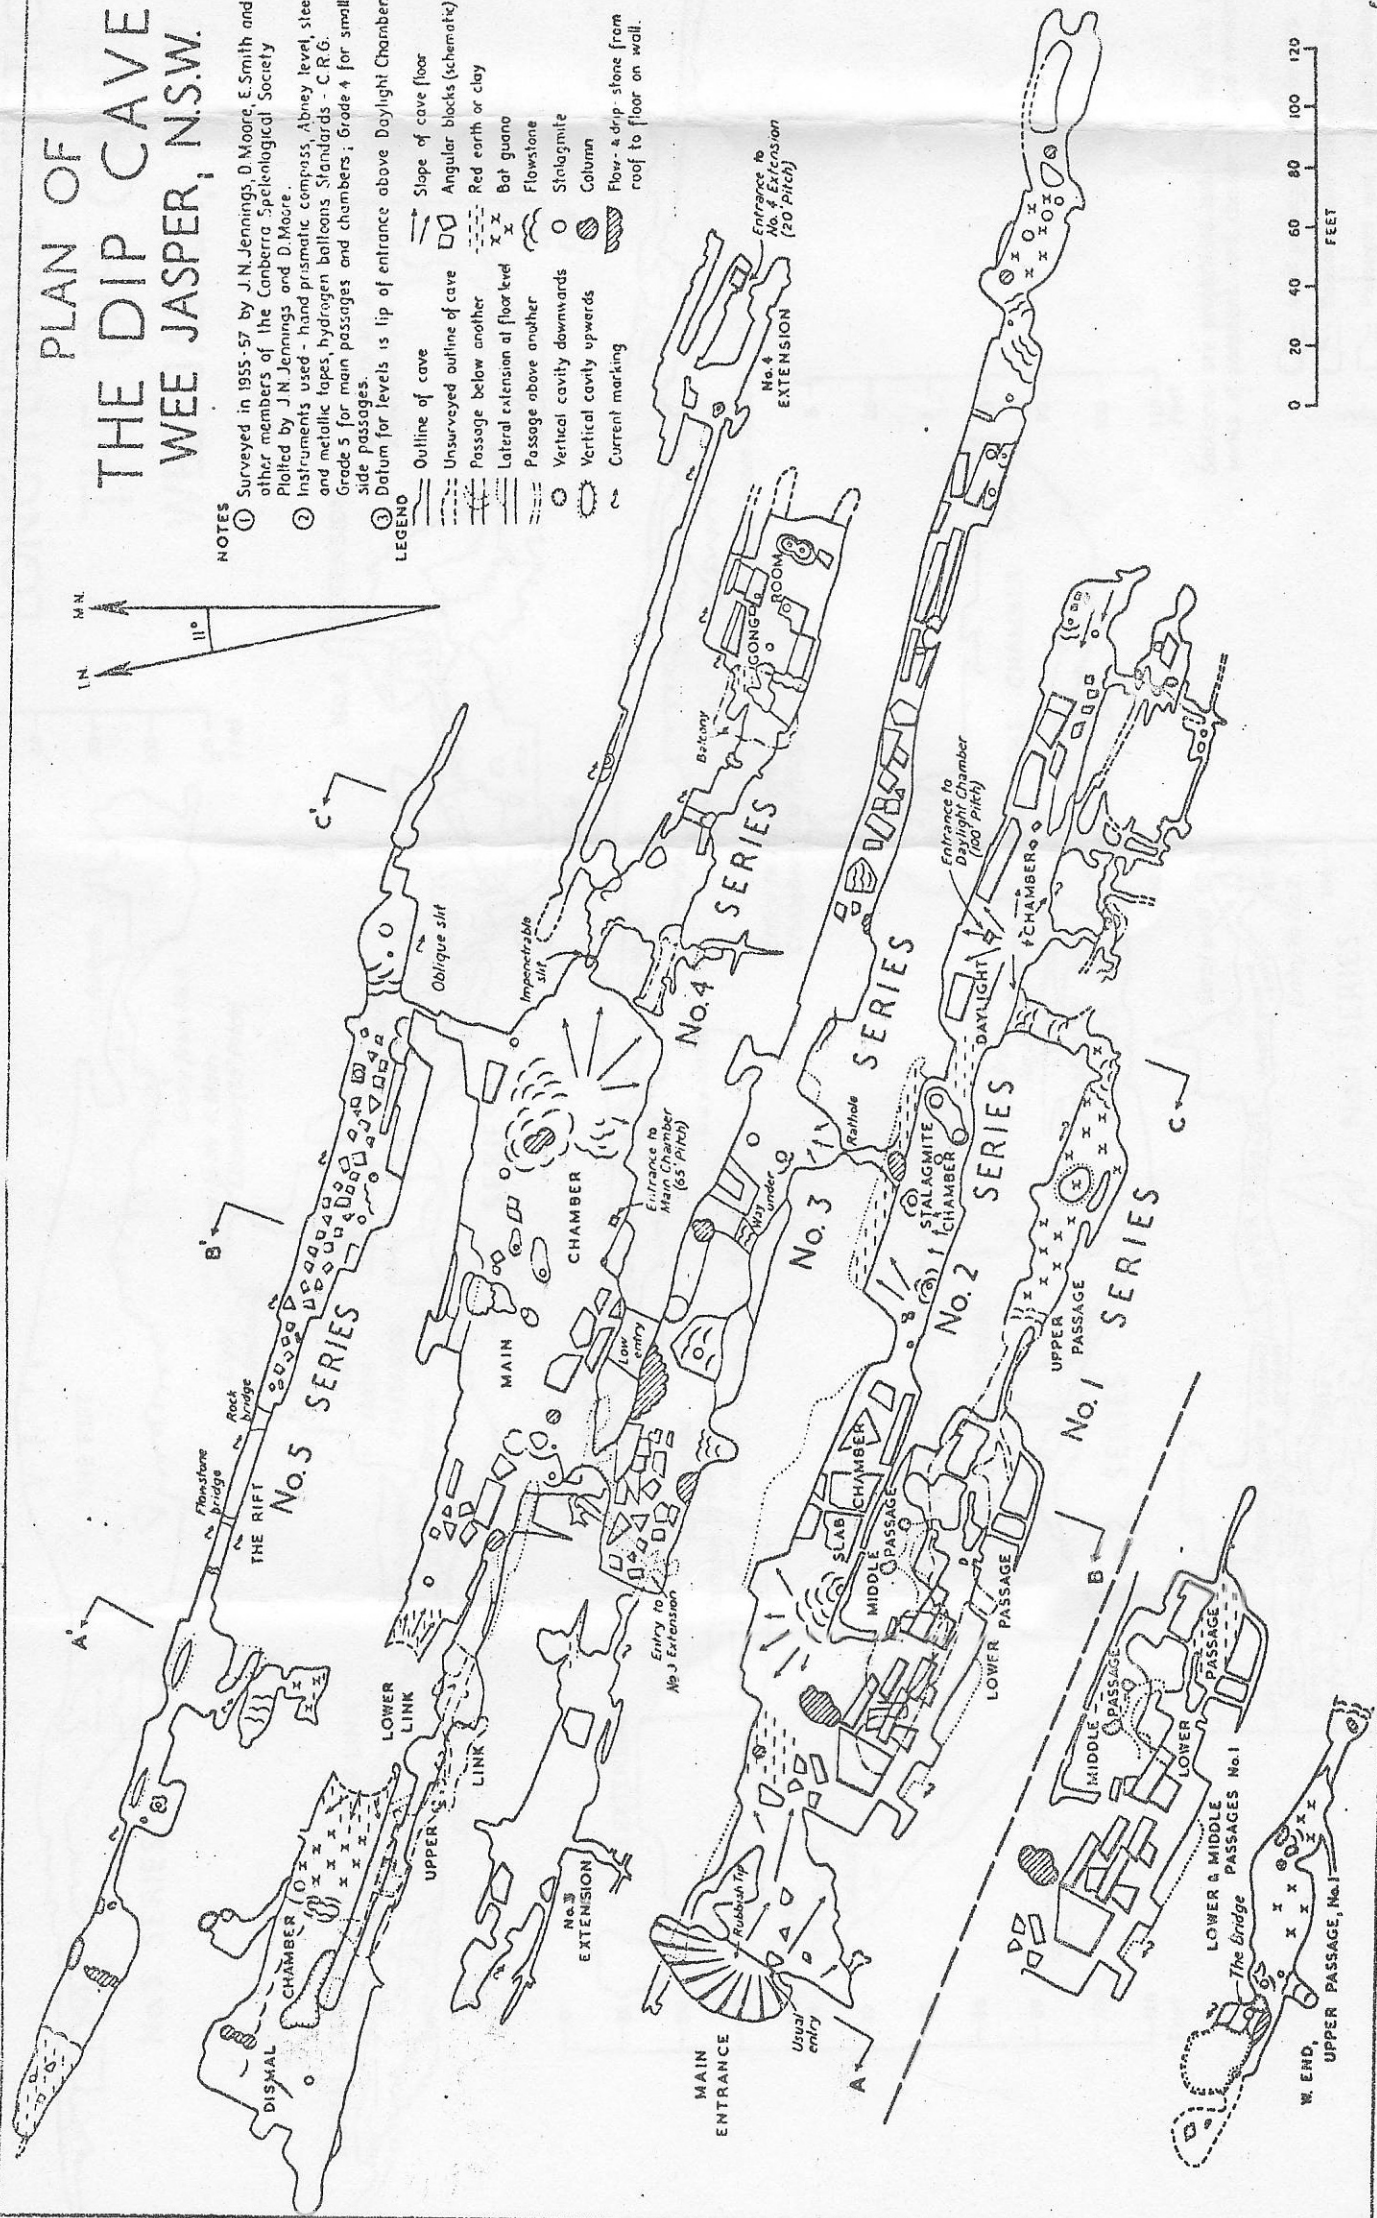 PLAN OF
THE DIP CAVE
WEE JASPER, N.S.W.
NOTES
① Surveyed in 1955-57 by J.N.Jennings, D.Moore, E.Smith and
other members of the Canberra Spelenlogical Society
Plotted by J.N.Jennings and D.Moore.
② Instruments used - hand prismatic compass, Abney level, stee
and metallic tapes, hydrogen balloons Standards - C.R.G.
Grade 5 for main passages and chambers; Grade 4 for small
side passages.
③ Datum for levels is lip of entrance above Daylight Chamber
LEGEND
Outline of cave
Unsurveyed outline of cave
Passage below another
Lateral extension at floor level
Passage above another
Vertical cavity downwards
Vertical cavity upwards
Current marking
Slope of cave floor
Angular blocks (schematic)
Red earth or clay
Bat guano
Flowstone
Stalagmite
Column
Flow- & drip-stone from
roof to floor on wall.
T.N.
M.N.
11°
A'
B'
C'
Flowstone
bridge
Rock
bridge
THE RIFT
No. 5 SERIES
Oblique slit
Impenetrable
slit
DISMAL
CHAMBER
LOWER
LINK
UPPER
LINK
MAIN
CHAMBER
Entrance to
Main Chamber
(65' Pitch)
Low
entry
No. 4 SERIES
Balcony
GONG
ROOM
No.4
EXTENSION
Entrance to
No. 4 Extension
(20' Pitch)
No. 3
EXTENSION
Entry to
No 3 Extension
Way
under
No. 3 SERIES
Rathole
MAIN
ENTRANCE
Rubbish Tip
Usual
entry
SLAB
CHAMBER
STALAGMITE
CHAMBER
No. 2 SERIES
DAYLIGHT
CHAMBER
Entrance to
Daylight Chamber
(100' Pitch)
MIDDLE
PASSAGE
LOWER PASSAGE
UPPER
PASSAGE
No. 1 SERIES
A
B
C
MIDDLE
PASSAGE
LOWER
PASSAGE
LOWER & MIDDLE
PASSAGES No.1
The Bridge
W. END,
UPPER PASSAGE, No.1
0 20 40 60 80 100 120
FEET